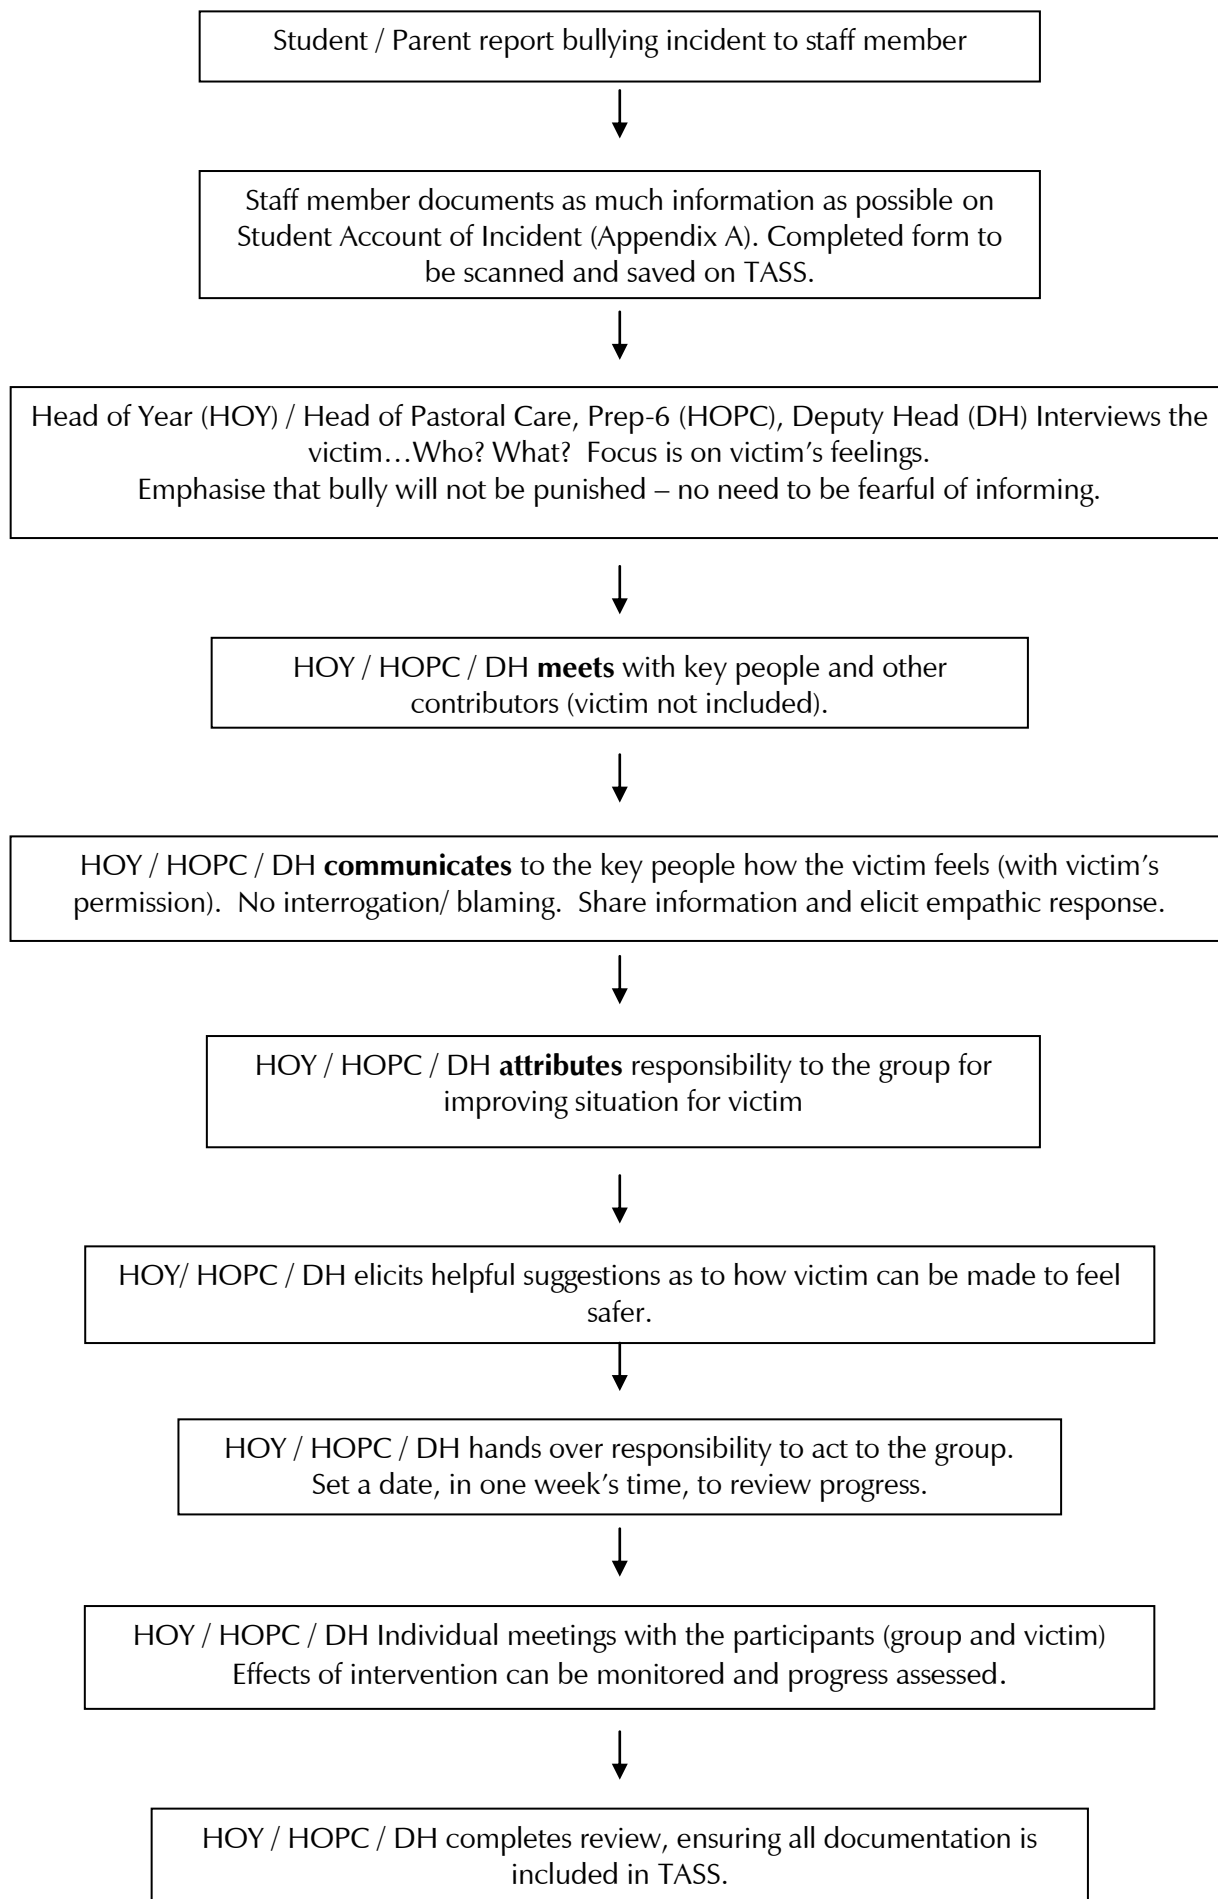 Student / Parent report bullying incident to staff member
Staff member documents as much information as possible on
Student Account of Incident (Appendix A). Completed form to
be scanned and saved on TASS.
Head of Year (HOY) / Head of Pastoral Care, Prep-6 (HOPC), Deputy Head (DH) Interviews the
victim…Who? What?  Focus is on victim’s feelings.
Emphasise that bully will not be punished – no need to be fearful of informing.
HOY / HOPC / DH meets with key people and other
contributors (victim not included).
HOY / HOPC / DH communicates to the key people how the victim feels (with victim’s
permission).  No interrogation/ blaming.  Share information and elicit empathic response.
HOY / HOPC / DH attributes responsibility to the group for
improving situation for victim
HOY/ HOPC / DH elicits helpful suggestions as to how victim can be made to feel
safer.
HOY / HOPC / DH hands over responsibility to act to the group.
Set a date, in one week’s time, to review progress.
HOY / HOPC / DH Individual meetings with the participants (group and victim)
Effects of intervention can be monitored and progress assessed.
HOY / HOPC / DH completes review, ensuring all documentation is
included in TASS.